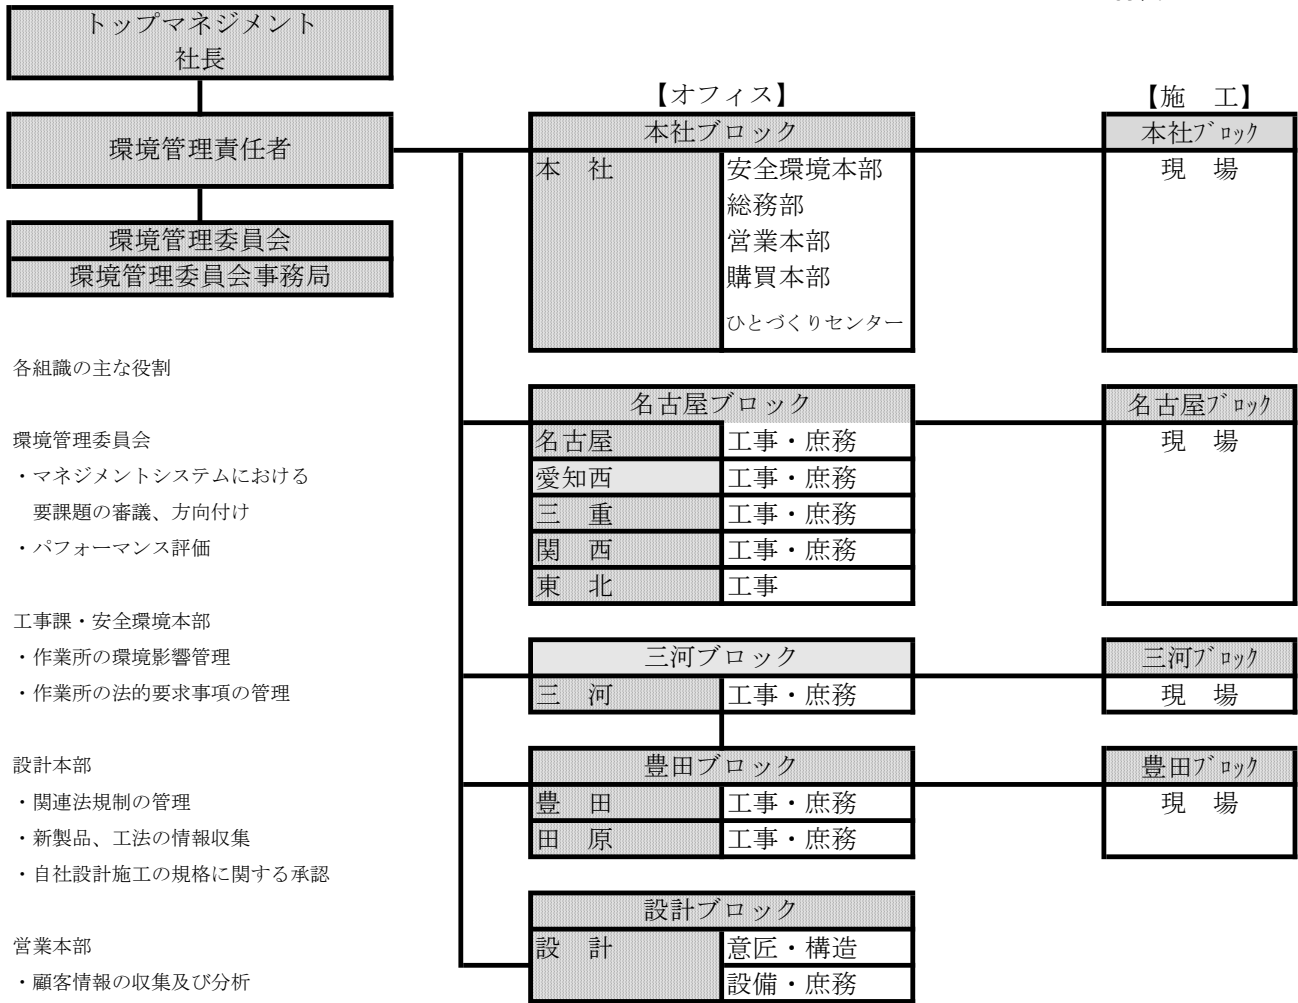 トップマネジメント
社長
環境管理責任者
環境管理委員会
環境管理委員会事務局
各組識の主な役割
環境管理委員会
・マネジメントシステムにおける
要課題の審議、方向付け
・パフォーマンス評価
工事課・安全環境本部
・作業所の環境影響管理
・作業所の法的要求事項の管理
設計本部
・関連法規制の管理
・新製品、工法の情報収集
・自社設計施工の規格に関する承認
営業本部
・顧客情報の収集及び分析
【オフィス】
本社ブロック
本 社 安全環境本部
総務部
営業本部
購買本部
ひとづくりセンター
名古屋ブロック
名古屋 工事・庶務
愛知西 工事・庶務
三 重 工事・庶務
関 西 工事・庶務
東 北 工事
三河ブロック
三 河 工事・庶務
豊田ブロック
豊 田 工事・庶務
田 原 工事・庶務
設計ブロック
設 計 意匠・構造
設備・庶務
【施 工】
本社ﾌﾞﾛｯｸ
現 場
名古屋ﾌﾞﾛｯｸ
現 場
三河ﾌﾞﾛｯｸ
現 場
豊田ﾌﾞﾛｯｸ
現 場